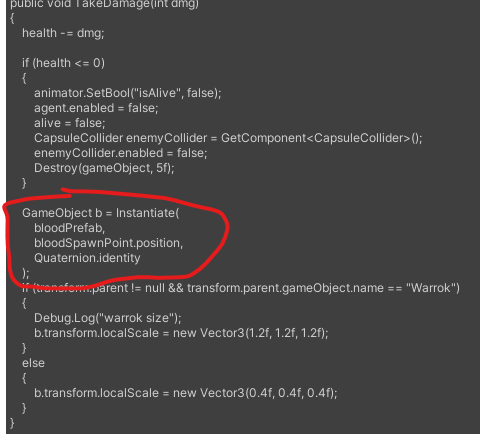 public void TakeDamage(int dmg)
{
health -= dmg;
if (health <= 0)
{
animator.SetBool("isAlive", false);
agent.enabled = false;
alive = false;
CapsuleCollider enemyCollider = GetComponent<CapsuleCollider>();
enemyCollider.enabled = false;
Destroy(gameObject, 5f);
}
GameObject b = Instantiate(
bloodPrefab,
bloodSpawnPoint.position,
Quaternion.identity
);
if (transform.parent != null && transform.parent.gameObject.name == "Warrok")
{
Debug.Log("warrok size");
b.transform.localScale = new Vector3(1.2f, 1.2f, 1.2f);
}
else
{
b.transform.localScale = new Vector3(0.4f, 0.4f, 0.4f);
}
}